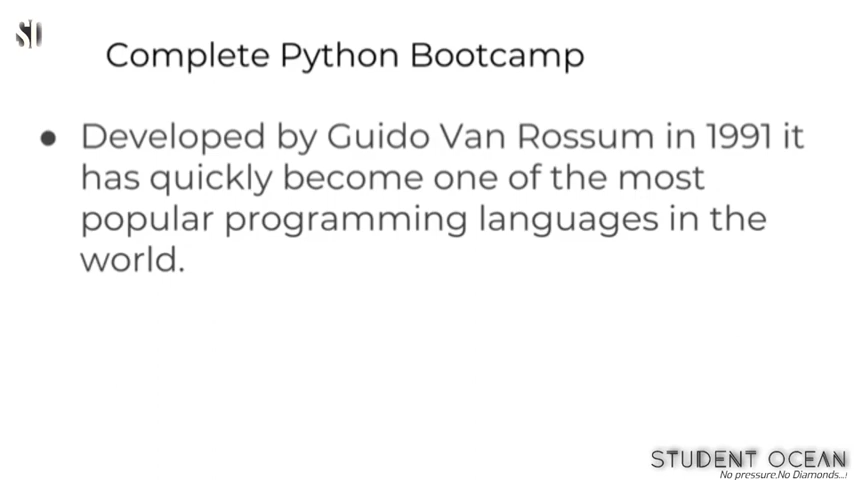 SD
Complete Python Bootcamp
● Developed by Guido Van Rossum in 1991 it
has quickly become one of the most
popular programming languages in the
world.
STUDENT OCEAN
No pressure,No Diamonds...!